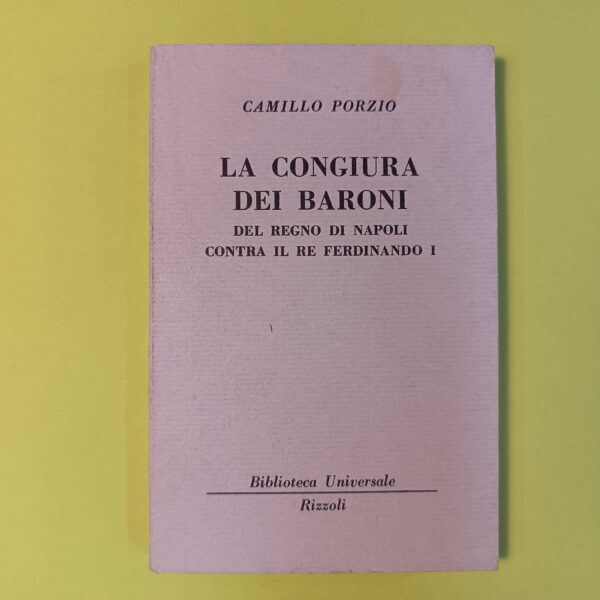 CAMILLO PORZIO
LA CONGIURA
DEI BARONI
DEL REGNO DI NAPOLI
CONTRA IL RE FERDINANDO I
Biblioteca Universale
Rizzoli